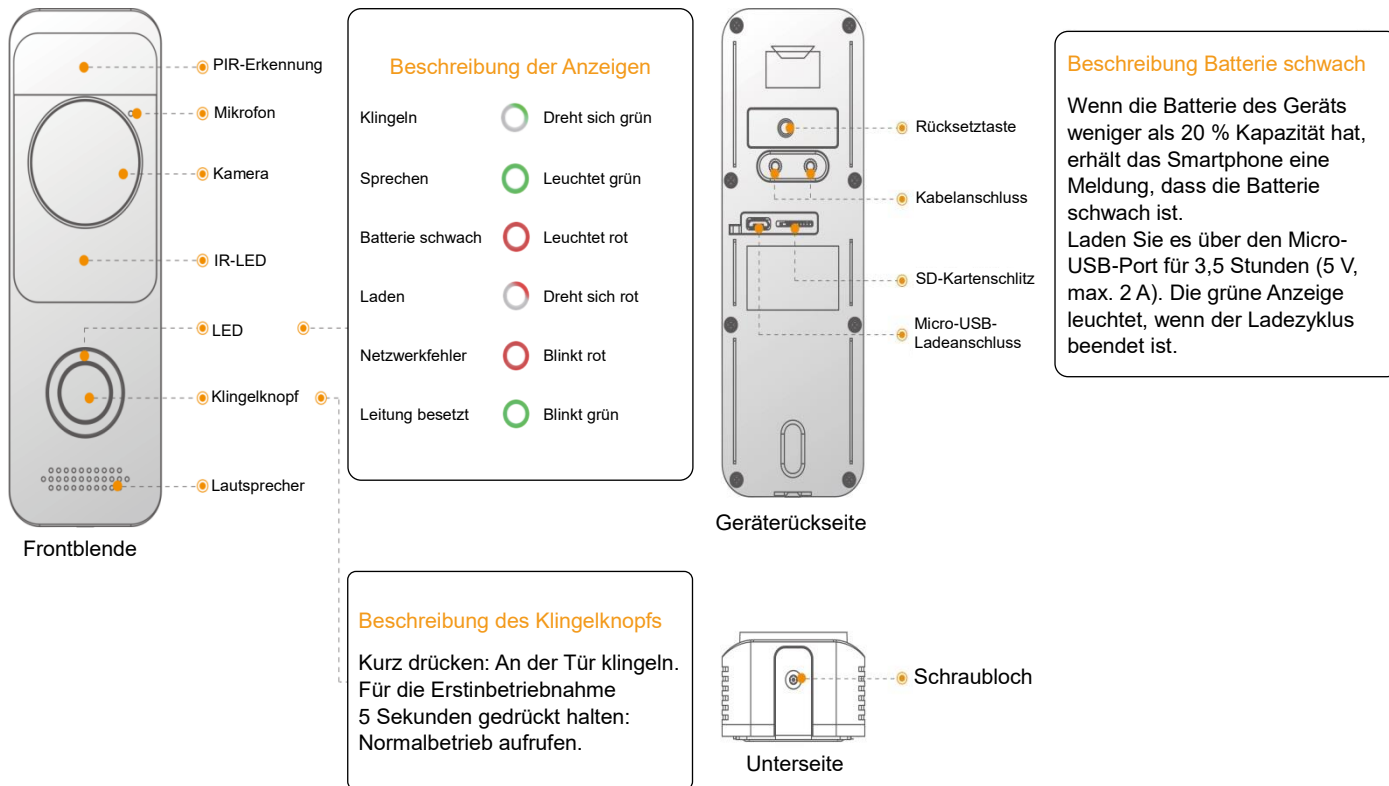 PIR-Erkennung
Mikrofon
Kamera
IR-LED
LED
Klingelknopf
Lautsprecher
Frontblende
Beschreibung der Anzeigen
Klingeln Dreht sich grün
Sprechen Leuchtet grün
Batterie schwach Leuchtet rot
Laden Dreht sich rot
Netzwerkfehler Blinkt rot
Leitung besetzt Blinkt grün
Beschreibung des Klingelknopfs
Kurz drücken: An der Tür klingeln.
Für die Erstinbetriebnahme
5 Sekunden gedrückt halten:
Normalbetrieb aufrufen.
Rücksetztaste
Kabelanschluss
SD-Kartenschlitz
Micro-USB-
Ladeanschluss
Geräterückseite
Schraubloch
Unterseite
Beschreibung Batterie schwach
Wenn die Batterie des Geräts
weniger als 20 % Kapazität hat,
erhält das Smartphone eine
Meldung, dass die Batterie
schwach ist.
Laden Sie es über den Micro-
USB-Port für 3,5 Stunden (5 V,
max. 2 A). Die grüne Anzeige
leuchtet, wenn der Ladezyklus
beendet ist.